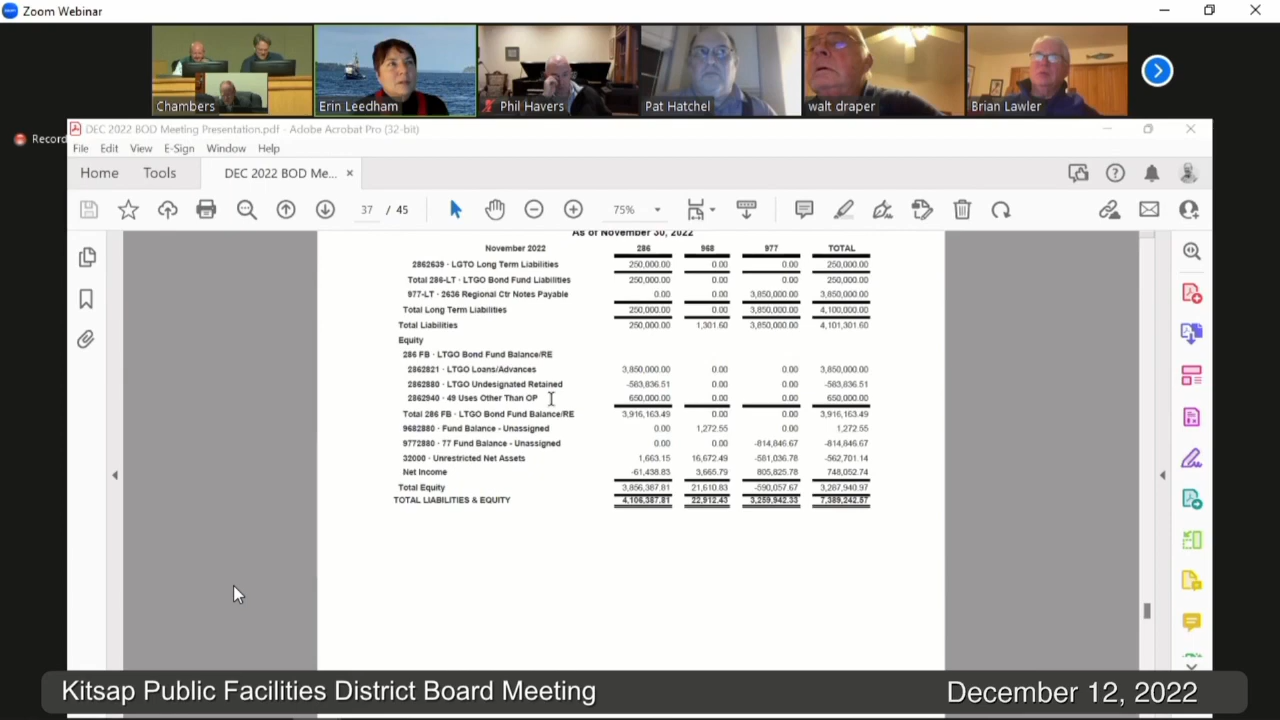 Zoom Webinar
Chambers
Erin Leedham
Phil Havers
Pat Hatchel
walt draper
Brian Lawler
Record
DEC 2022 BOD Meeting Presentation.pdf - Adobe Acrobat Pro (32-bit)
File Edit View E-Sign Window Help
Home Tools DEC 2022 BOD Me... ×
37 / 45 75%
As of November 30, 2022
November 2022 286 968 977 TOTAL
2862639 · LGTO Long Term Liabilities 250,000.00 0.00 0.00 250,000.00
Total 286-LT · LTGO Bond Fund Liabilities 250,000.00 0.00 0.00 250,000.00
977-LT · 2636 Regional Ctr Notes Payable 0.00 0.00 3,850,000.00 3,850,000.00
Total Long Term Liabilities 250,000.00 0.00 3,850,000.00 4,100,000.00
Total Liabilities 250,000.00 1,301.60 3,850,000.00 4,101,301.60
Equity
286 FB · LTGO Bond Fund Balance/RE
2862821 · LTGO Loans/Advances 3,850,000.00 0.00 0.00 3,850,000.00
2862880 · LTGO Undesignated Retained -583,836.51 0.00 0.00 -583,836.51
2862940 · 49 Uses Other Than OP 650,000.00 0.00 0.00 650,000.00
Total 286 FB · LTGO Bond Fund Balance/RE 3,916,163.49 0.00 0.00 3,916,163.49
9682880 · Fund Balance - Unassigned 0.00 1,272.55 0.00 1,272.55
9772880 · 77 Fund Balance - Unassigned 0.00 0.00 -814,846.67 -814,846.67
32000 · Unrestricted Net Assets 1,663.15 16,672.49 -581,036.78 -562,701.14
Net Income -61,438.83 3,665.79 805,825.78 748,052.74
Total Equity 3,856,387.81 21,610.83 -590,057.67 3,287,940.97
TOTAL LIABILITIES & EQUITY 4,106,387.81 22,912.43 3,259,942.33 7,389,242.57
Kitsap Public Facilities District Board Meeting
December 12, 2022